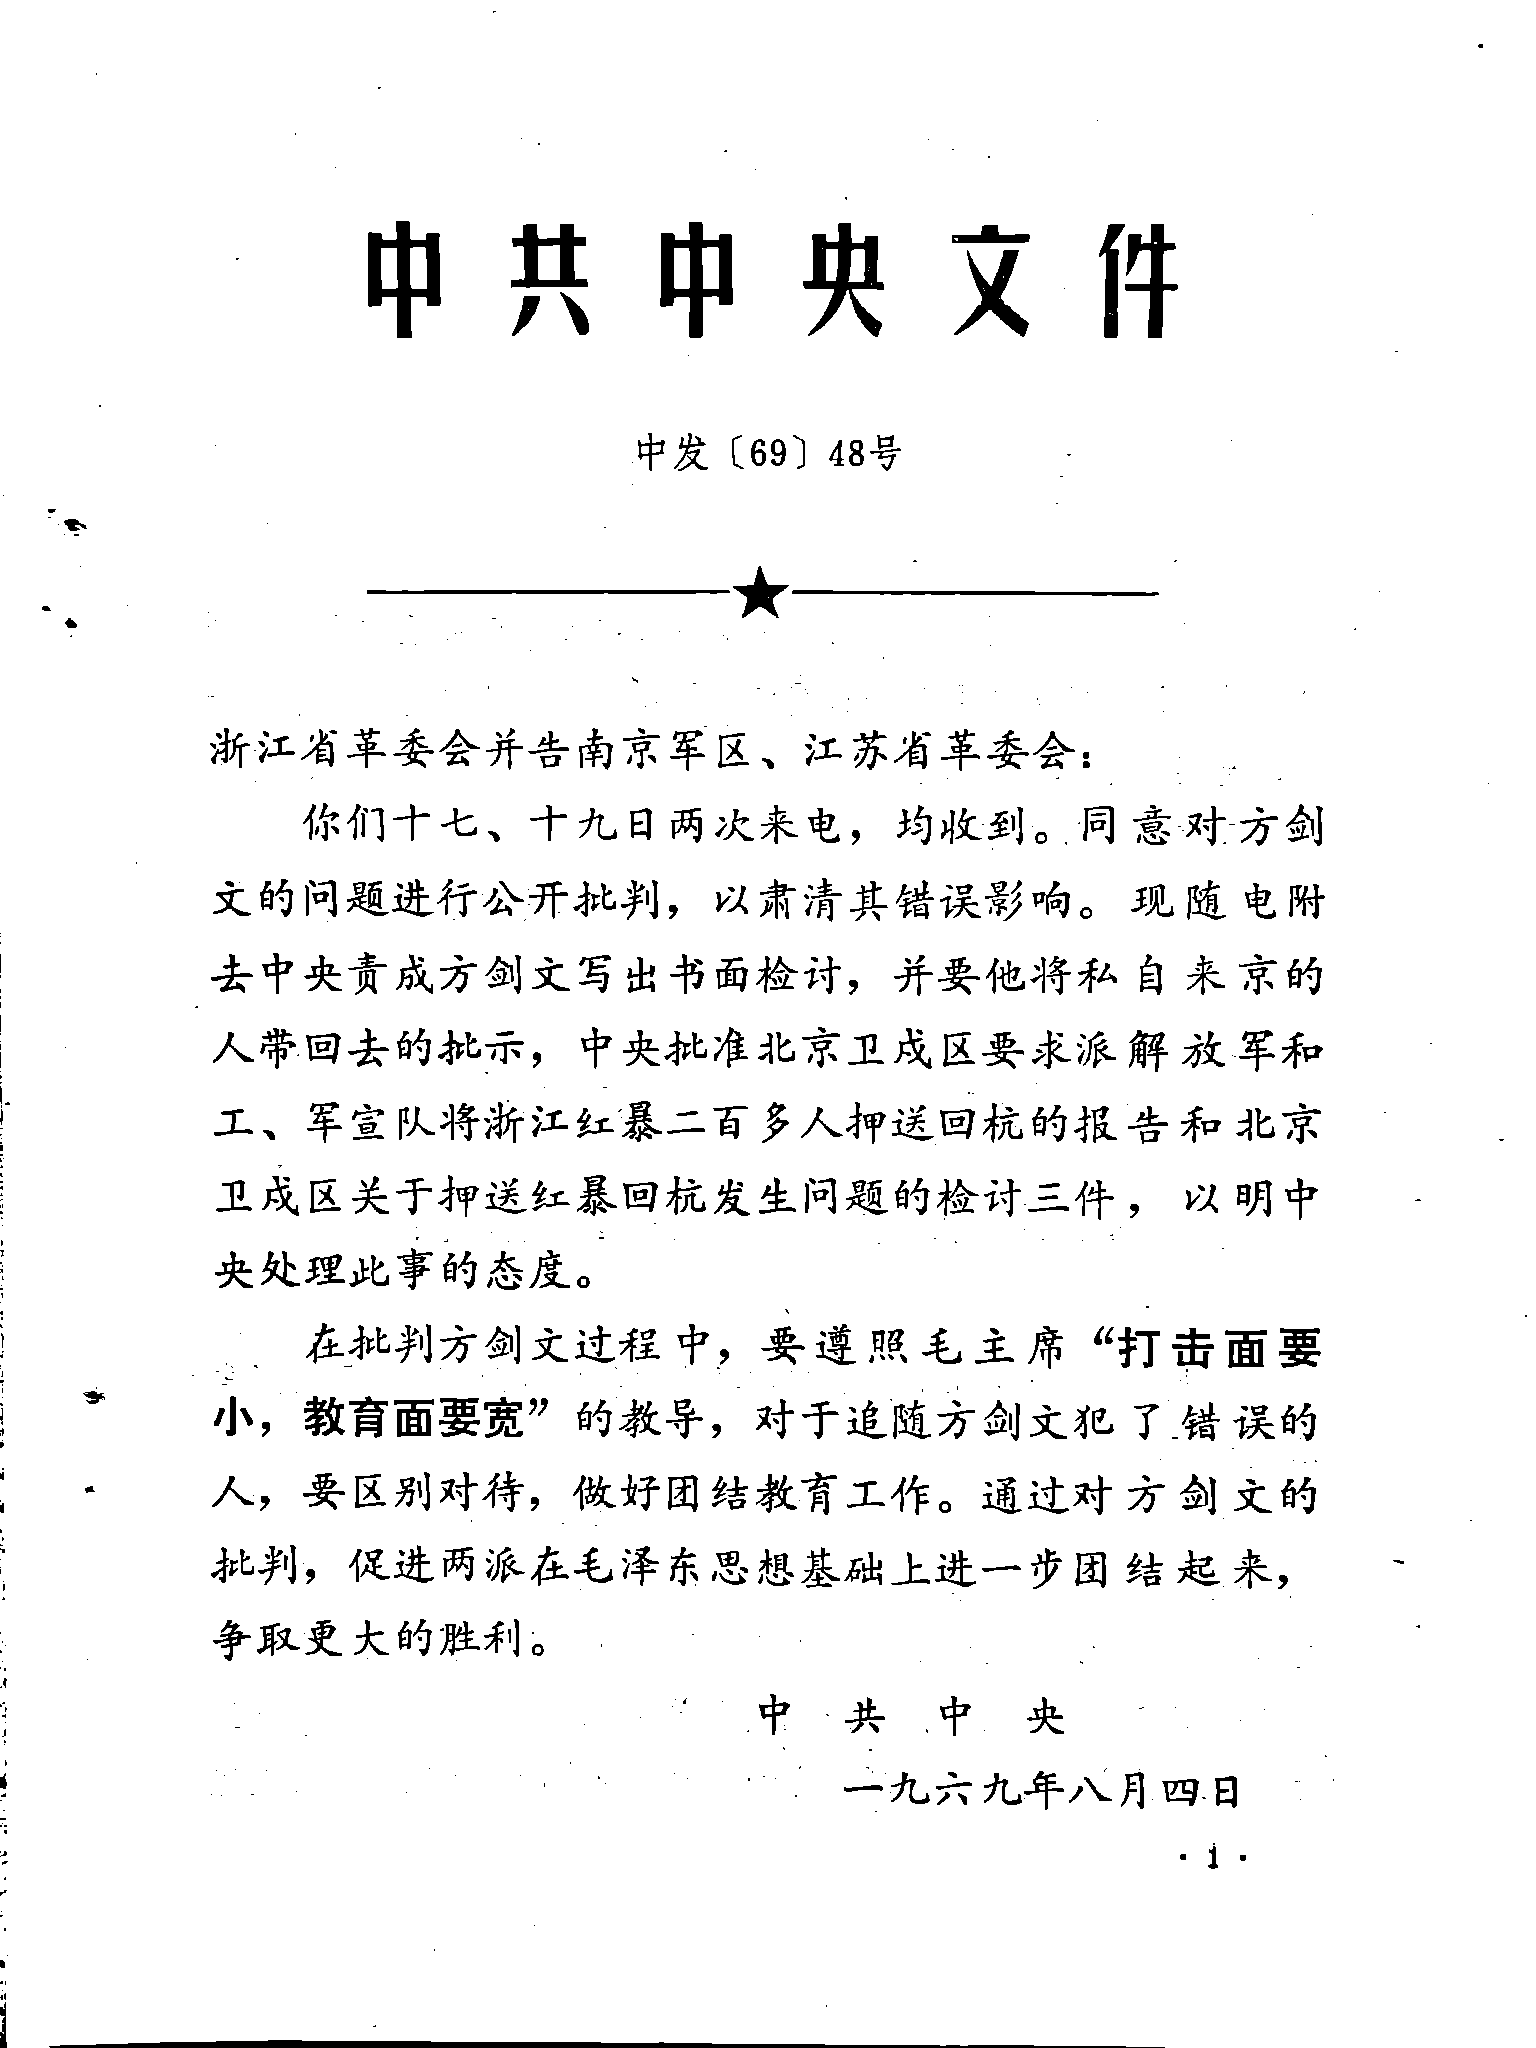 中共中央文件
中发〔69〕48号
浙江省革委会并告南京军区、江苏省革委会:
你们十七、十九日两次来电，均收到。同意对方剑
文的问题进行公开批判，以肃清其错误影响。现随电附
去中央责成方剑文写出书面检讨，并要他将私自来京的
人带回去的批示，中央批准北京卫戍区要求派解放军和
工、军宣队将浙江红暴二百多人押送回杭的报告和北京
卫戍区关于押送红暴回杭发生问题的检讨三件，以明中
央处理此事的态度。
在批判方剑文过程中，要遵照毛主席“打击面要
小，教育面要宽”的教导，对于追随方剑文犯了错误的
人，要区别对待，做好团结教育工作。通过对方剑文的
批判，促进两派在毛泽东思想基础上进一步团结起来，
争取更大的胜利。
中共中央
一九六九年八月四日
·1·